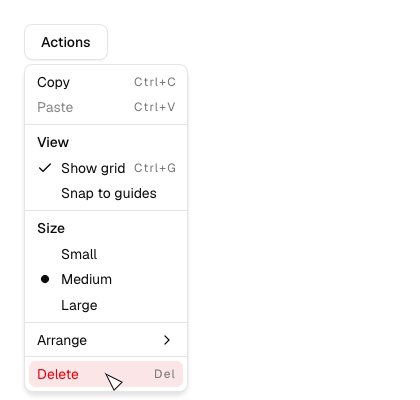 Actions
Copy Ctrl+C
Paste Ctrl+V
View
Show grid Ctrl+G
Snap to guides
Size
Small
Medium
Large
Arrange
Delete Del